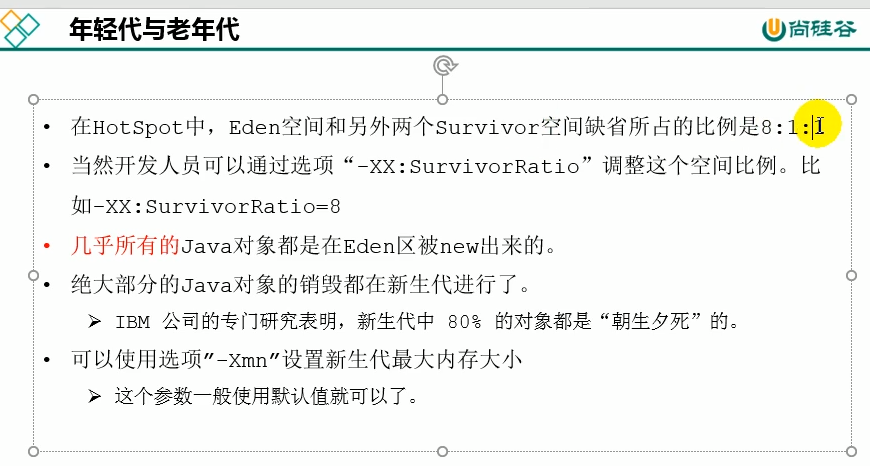 年轻代与老年代
尚硅谷
• 在HotSpot中，Eden空间和另外两个Survivor空间缺省所占的比例是8:1:1
• 当然开发人员可以通过选项“-XX:SurvivorRatio”调整这个空间比例。比
如-XX:SurvivorRatio=8
• 几乎所有的Java对象都是在Eden区被new出来的。
• 绝大部分的Java对象的销毁都在新生代进行了。
➢ IBM 公司的专门研究表明，新生代中 80% 的对象都是“朝生夕死”的。
• 可以使用选项"-Xmn"设置新生代最大内存大小
➢ 这个参数一般使用默认值就可以了。